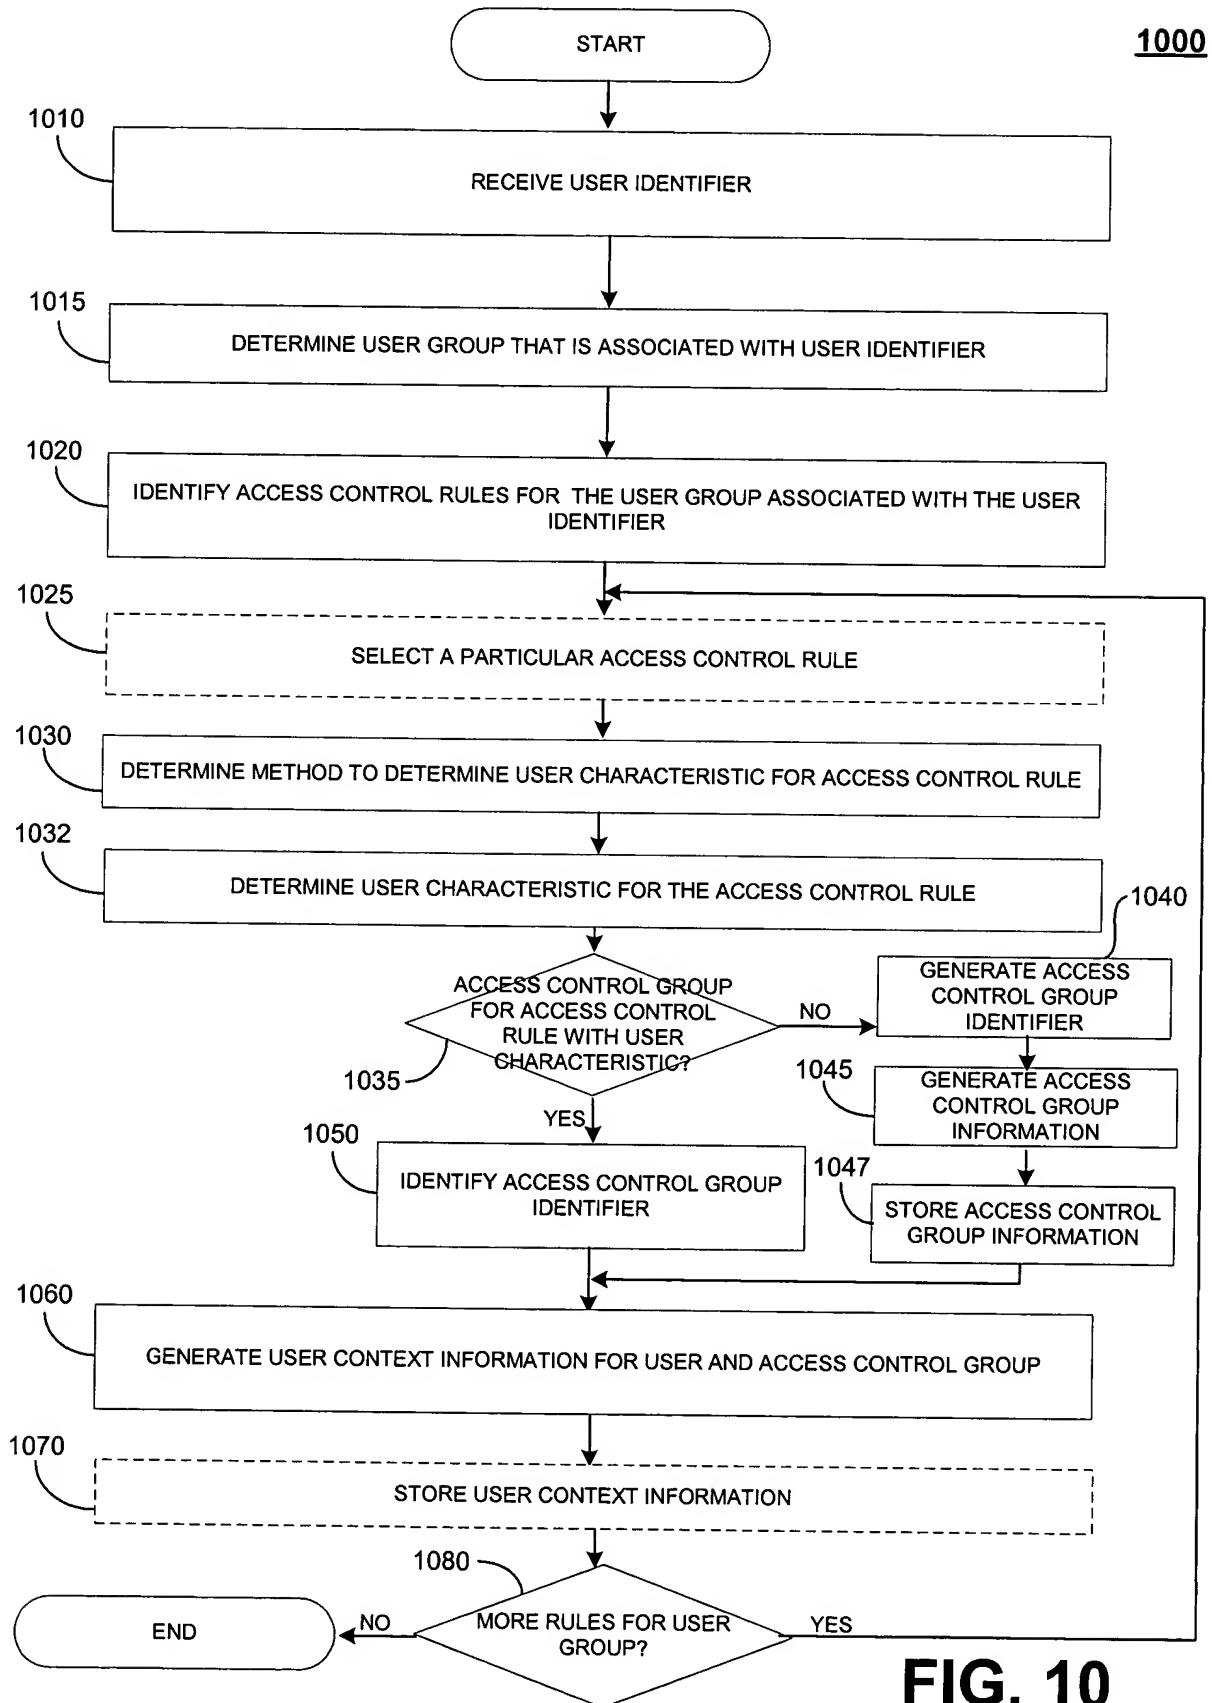 START
1000
1010
RECEIVE USER IDENTIFIER
1015
DETERMINE USER GROUP THAT IS ASSOCIATED WITH USER IDENTIFIER
1020
IDENTIFY ACCESS CONTROL RULES FOR THE USER GROUP ASSOCIATED WITH THE USER
IDENTIFIER
1025
SELECT A PARTICULAR ACCESS CONTROL RULE
1030
DETERMINE METHOD TO DETERMINE USER CHARACTERISTIC FOR ACCESS CONTROL RULE
1032
DETERMINE USER CHARACTERISTIC FOR THE ACCESS CONTROL RULE
ACCESS CONTROL GROUP
FOR ACCESS CONTROL
RULE WITH USER
CHARACTERISTIC?
1035
NO
1040
GENERATE ACCESS
CONTROL GROUP
IDENTIFIER
1045
GENERATE ACCESS
CONTROL GROUP
INFORMATION
1047
STORE ACCESS CONTROL
GROUP INFORMATION
YES
1050
IDENTIFY ACCESS CONTROL GROUP
IDENTIFIER
1060
GENERATE USER CONTEXT INFORMATION FOR USER AND ACCESS CONTROL GROUP
1070
STORE USER CONTEXT INFORMATION
1080
MORE RULES FOR USER
GROUP?
NO
YES
END
FIG. 10